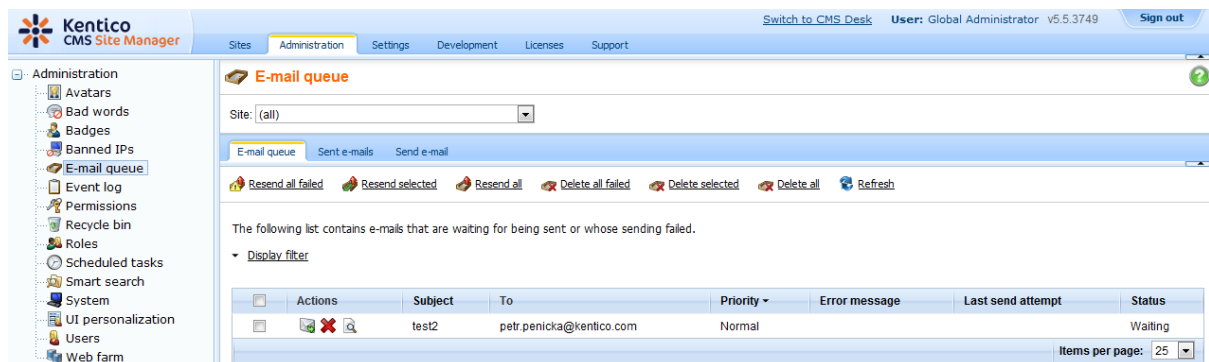 Kentico
CMS Site Manager
Switch to CMS Desk User: Global Administrator v5.5.3749 Sign out
Sites Administration Settings Development Licenses Support
Administration
Avatars
Bad words
Badges
Banned IPs
E-mail queue
Event log
Permissions
Recycle bin
Roles
Scheduled tasks
Smart search
System
UI personalization
Users
Web farm
E-mail queue
Site: (all)
E-mail queue Sent e-mails Send e-mail
Resend all failed Resend selected Resend all Delete all failed Delete selected Delete all Refresh
The following list contains e-mails that are waiting for being sent or whose sending failed.
Display filter
Actions Subject To Priority Error message Last send attempt Status
test2 petr.penicka@kentico.com Normal Waiting
Items per page: 25